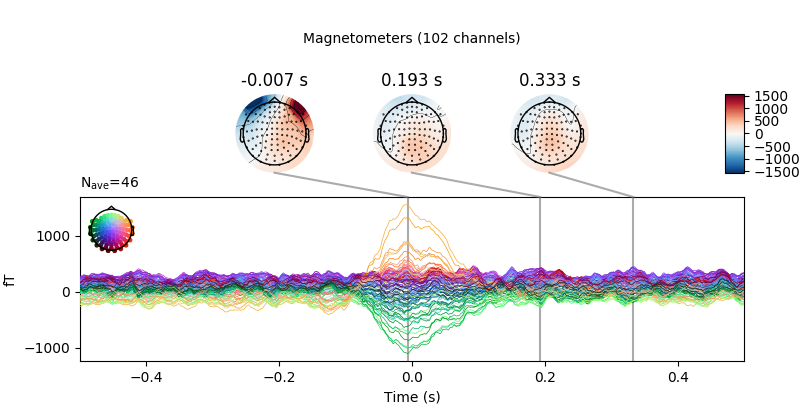 Magnetometers (102 channels)
-0.007 s 0.193 s 0.333 s
1500
1000
500
0
−500
−1000
−1500
Nave=46
1000
0
−1000
fT
−0.4 −0.2 0.0 0.2 0.4
Time (s)